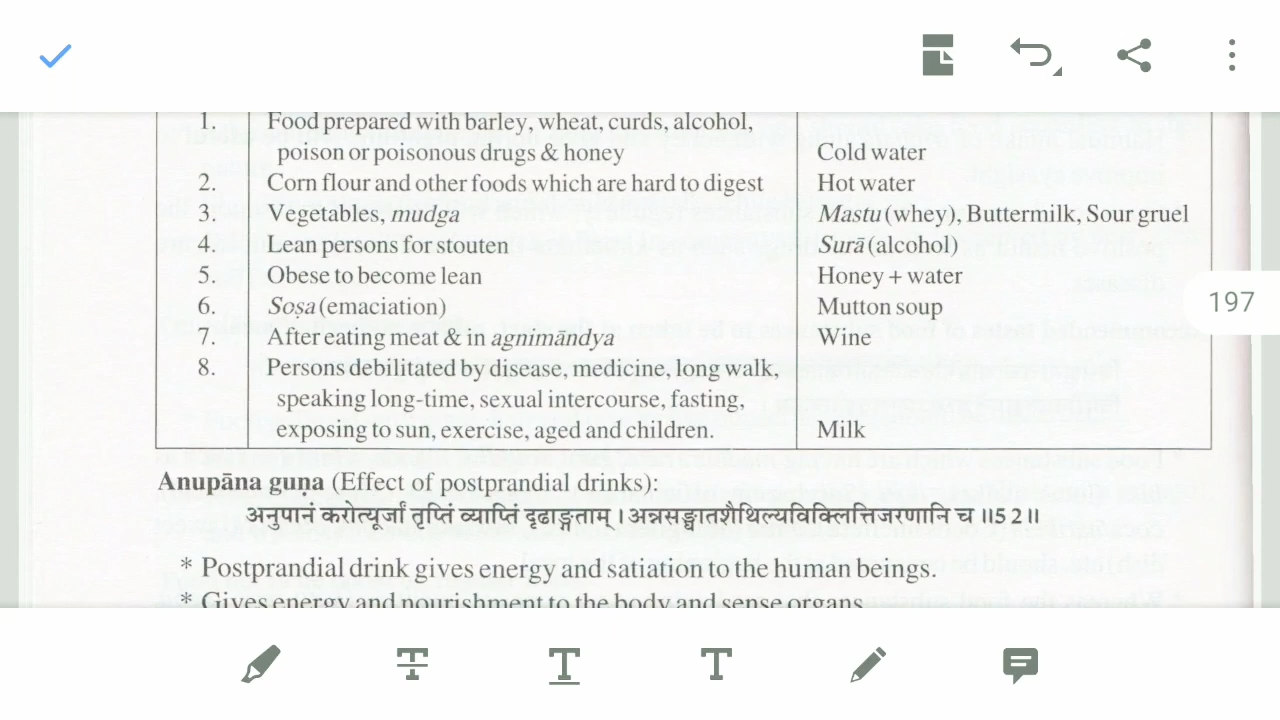 1. Food prepared with barley, wheat, curds, alcohol,
poison or poisonous drugs & honey Cold water
2. Corn flour and other foods which are hard to digest Hot water
3. Vegetables, mudga Mastu (whey), Buttermilk, Sour gruel
4. Lean persons for stouten Surā (alcohol)
5. Obese to become lean Honey + water
197
6. Soṣa (emaciation) Mutton soup
7. After eating meat & in agnimāndya Wine
8. Persons debilitated by disease, medicine, long walk,
speaking long-time, sexual intercourse, fasting,
exposing to sun, exercise, aged and children. Milk
Anupāna guṇa (Effect of postprandial drinks):
अनुपानं करोत्यूर्जां तृप्तिं व्याप्तिं दृढाङ्गताम् । अन्नसङ्घातशैथिल्यविक्लित्तिजरणानि च ॥52॥
* Postprandial drink gives energy and satiation to the human beings.
* Gives energy and nourishment to the body and sense organs
T T T